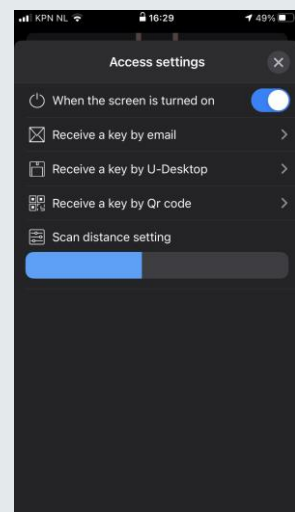 KPN NL 16:29 49%
Access settings
When the screen is turned on
Receive a key by email
Receive a key by U-Desktop
Receive a key by Qr code
Scan distance setting